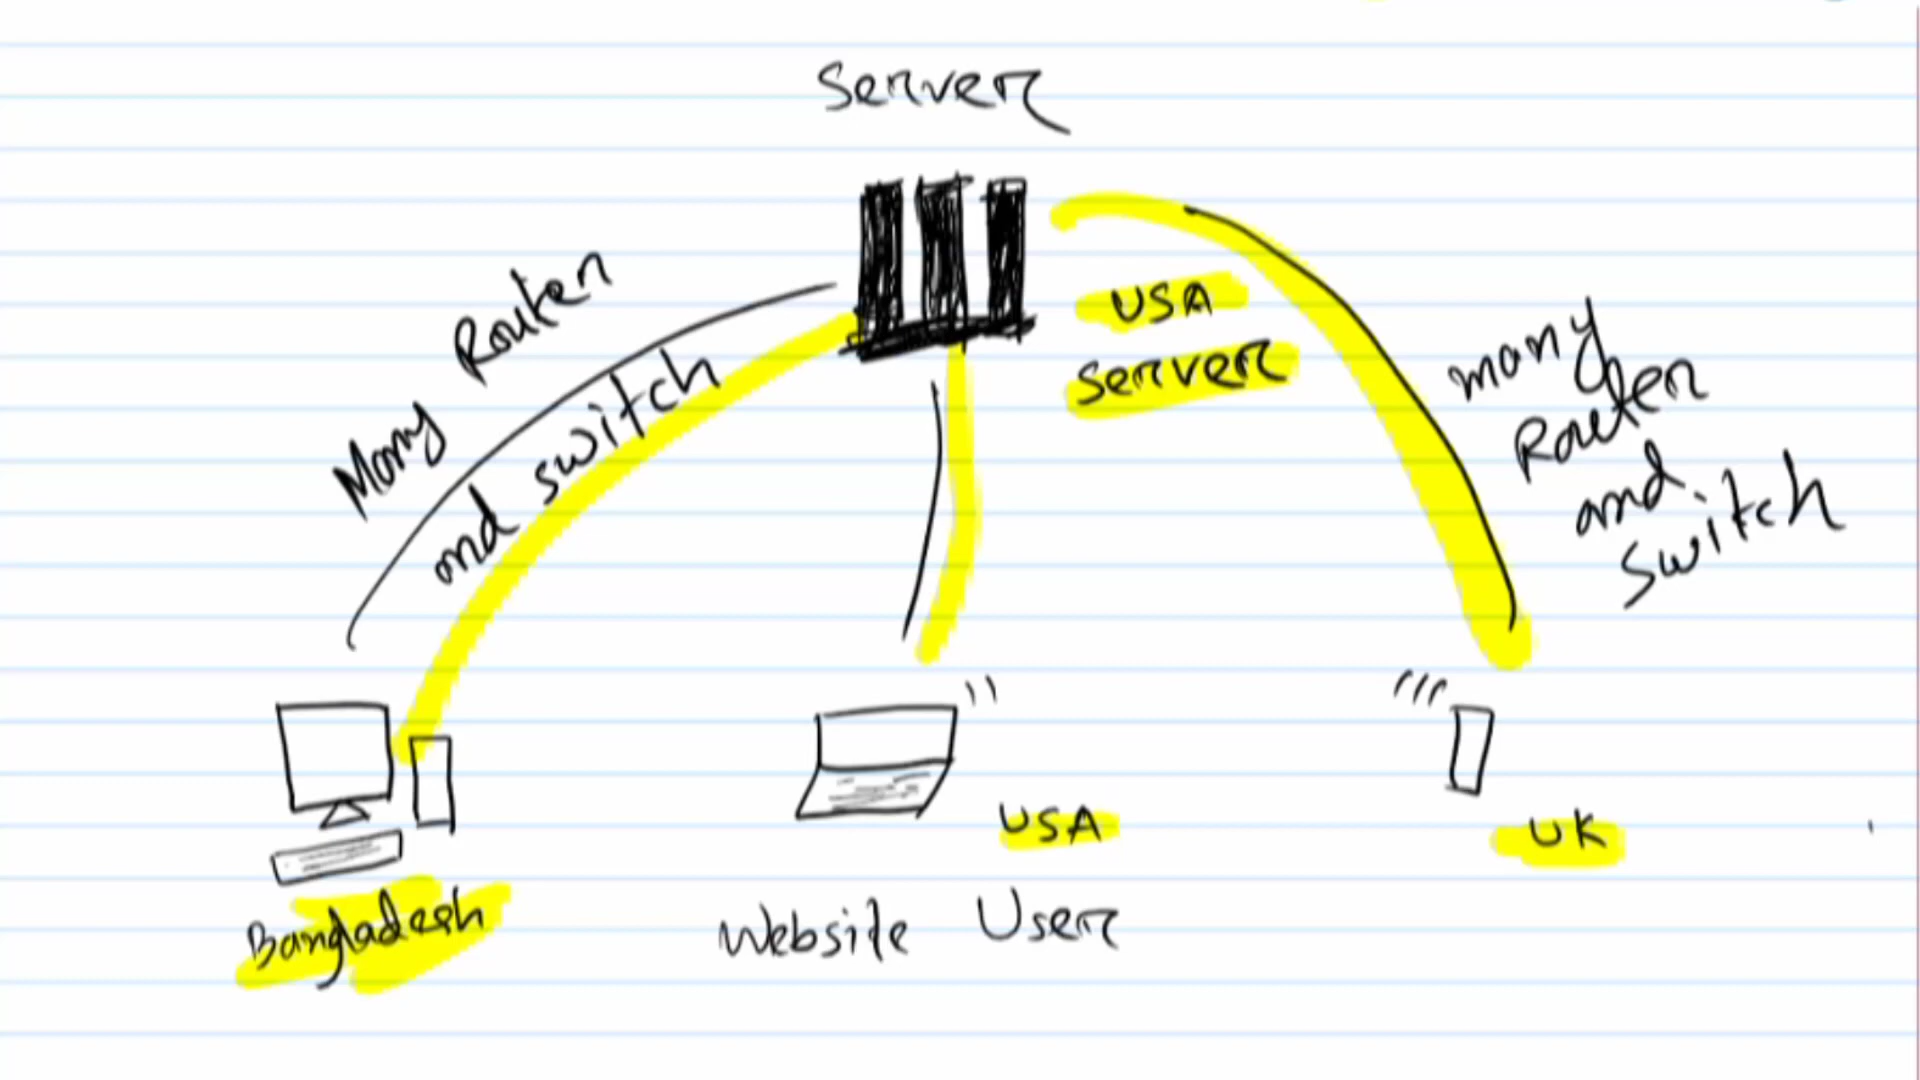 Server
Many Router
and switch
USA
Server
many
Router
and
switch
USA
UK
Bangladesh
Website User